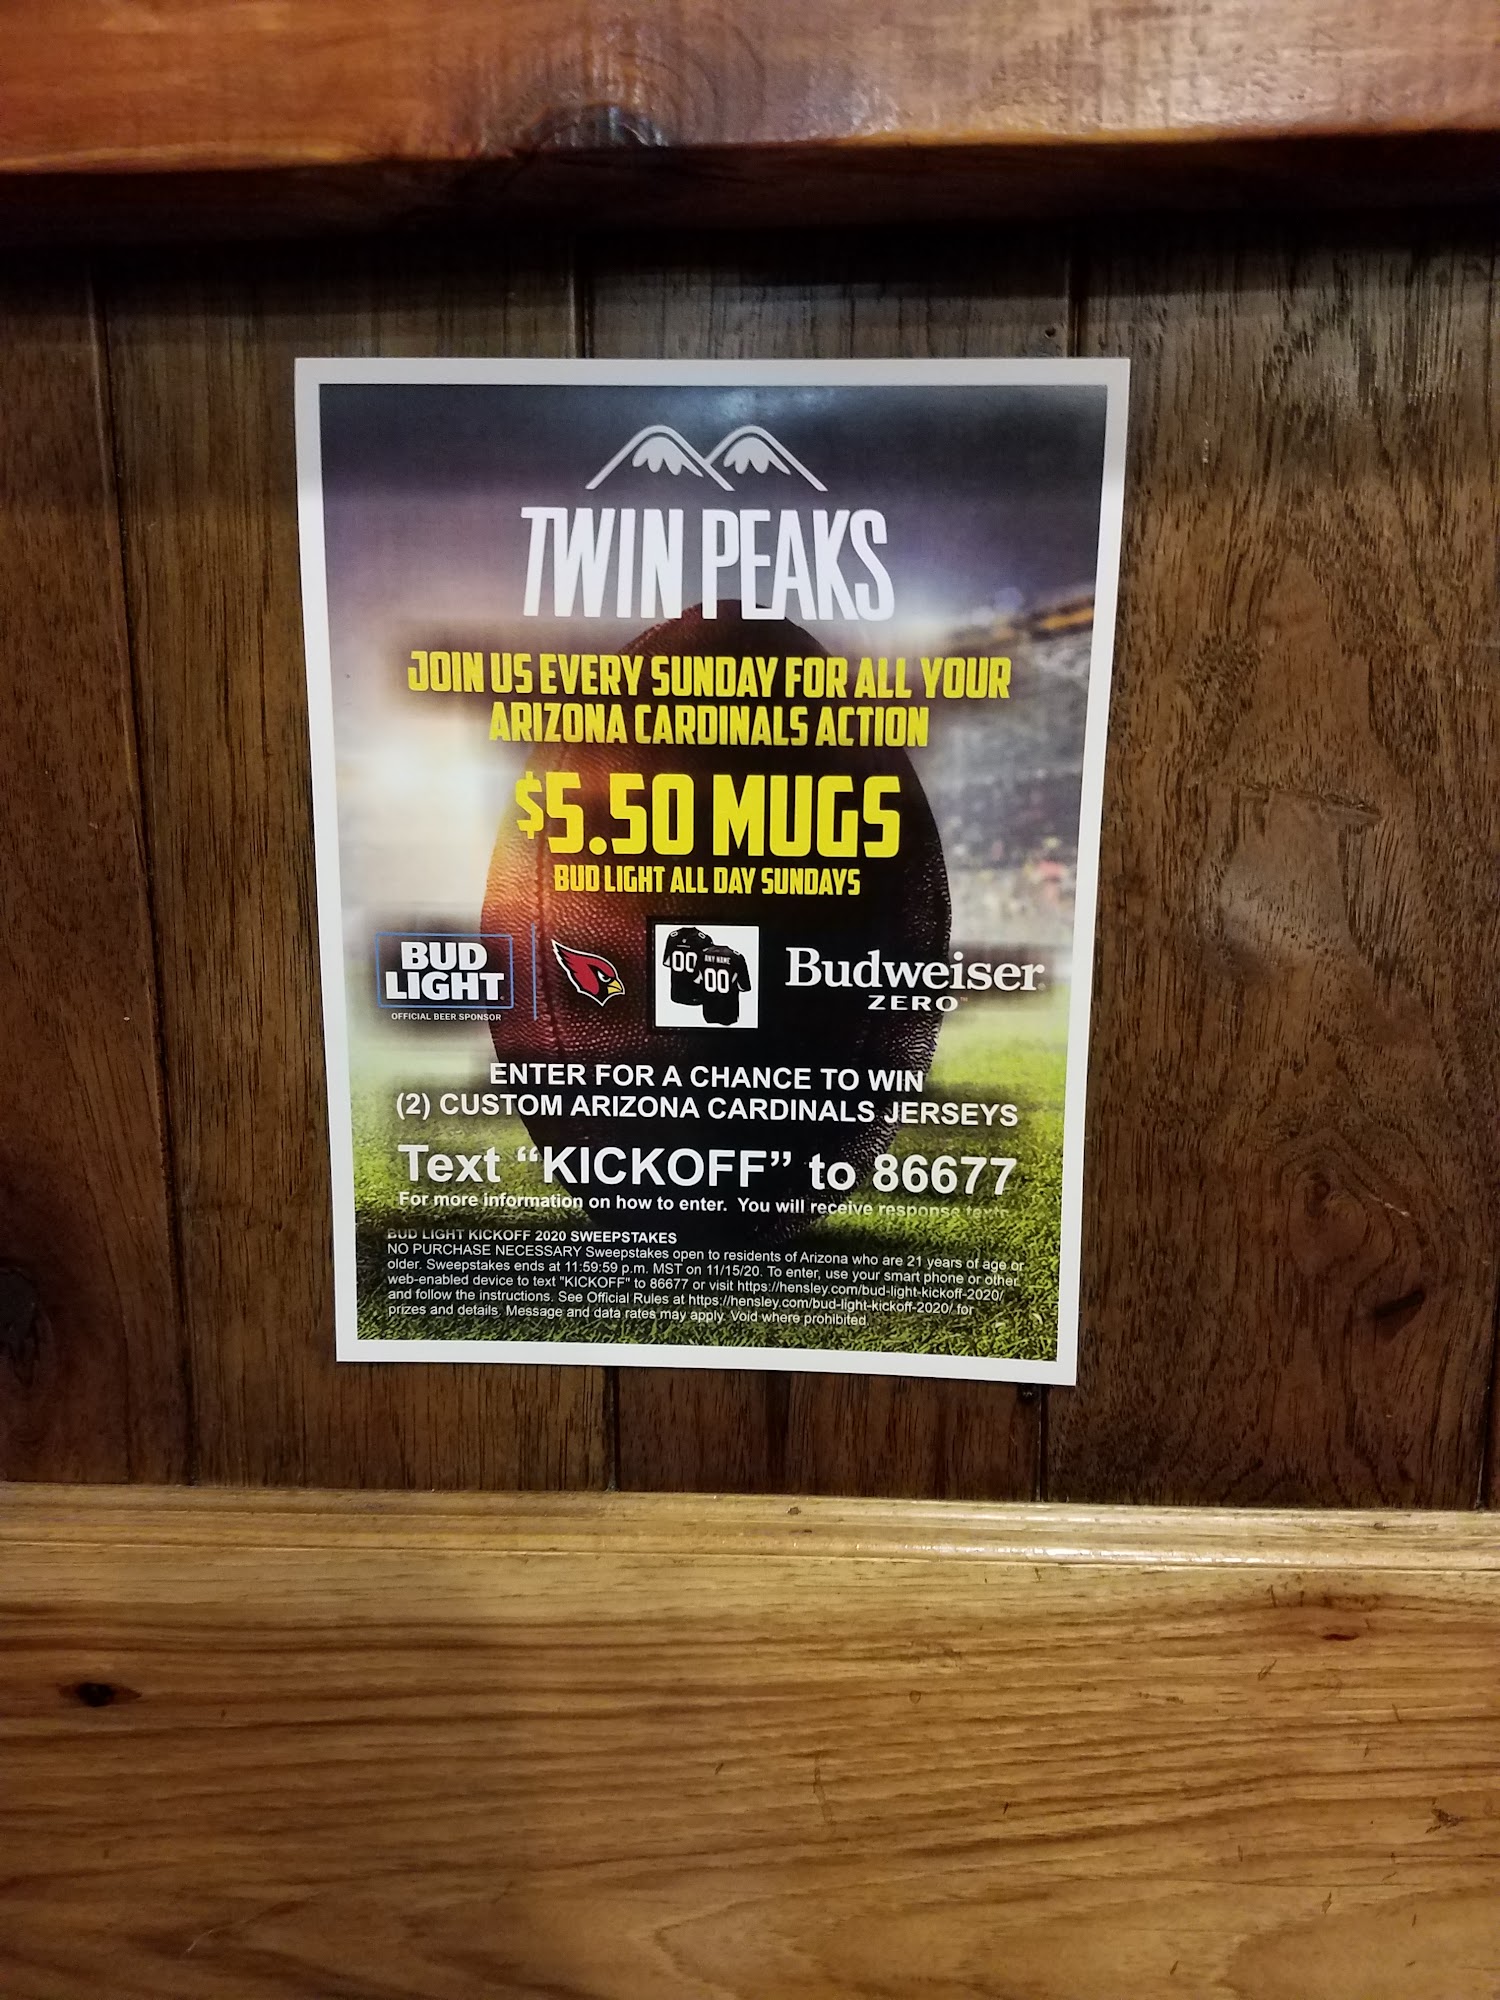 TWIN PEAKS
JOIN US EVERY SUNDAY FOR ALL YOUR
ARIZONA CARDINALS ACTION
$5.50 MUGS
BUD LIGHT ALL DAY SUNDAYS
BUD
LIGHT
OFFICIAL BEER SPONSOR
00
ANY NAME
00
Budweiser
ZERO™
ENTER FOR A CHANCE TO WIN
(2) CUSTOM ARIZONA CARDINALS JERSEYS
Text “KICKOFF” to 86677
For more information on how to enter. You will receive response texts
BUD LIGHT KICKOFF 2020 SWEEPSTAKES
NO PURCHASE NECESSARY Sweepstakes open to residents of Arizona who are 21 years of age or
older. Sweepstakes ends at 11:59:59 p.m. MST on 11/15/20. To enter, use your smart phone or other
web-enabled device to text "KICKOFF" to 86677 or visit https://hensley.com/bud-light-kickoff-2020/
and follow the instructions. See Official Rules at https://hensley.com/bud-light-kickoff-2020/ for
prizes and details. Message and data rates may apply. Void where prohibited.